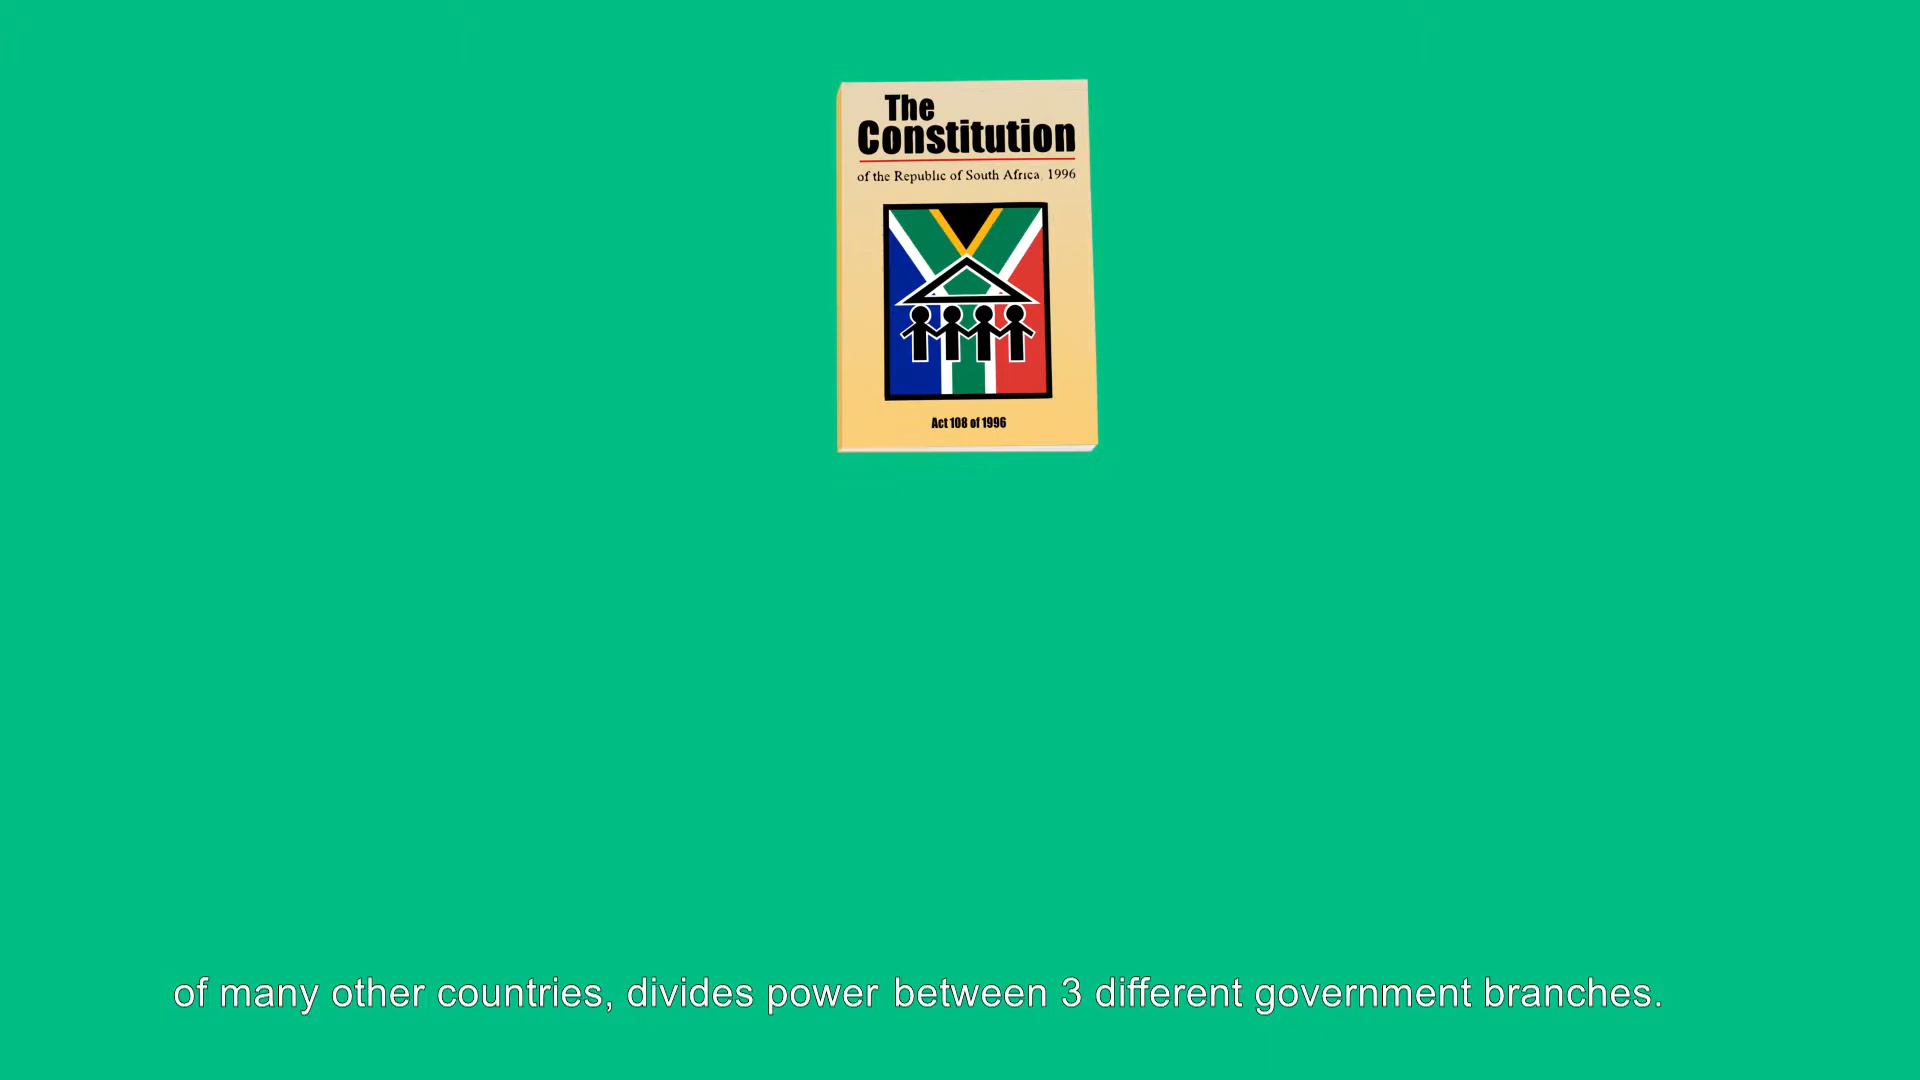 The
Constitution
of the Republic of South Africa, 1996
Act 108 of 1996
of many other countries, divides power between 3 different government branches.